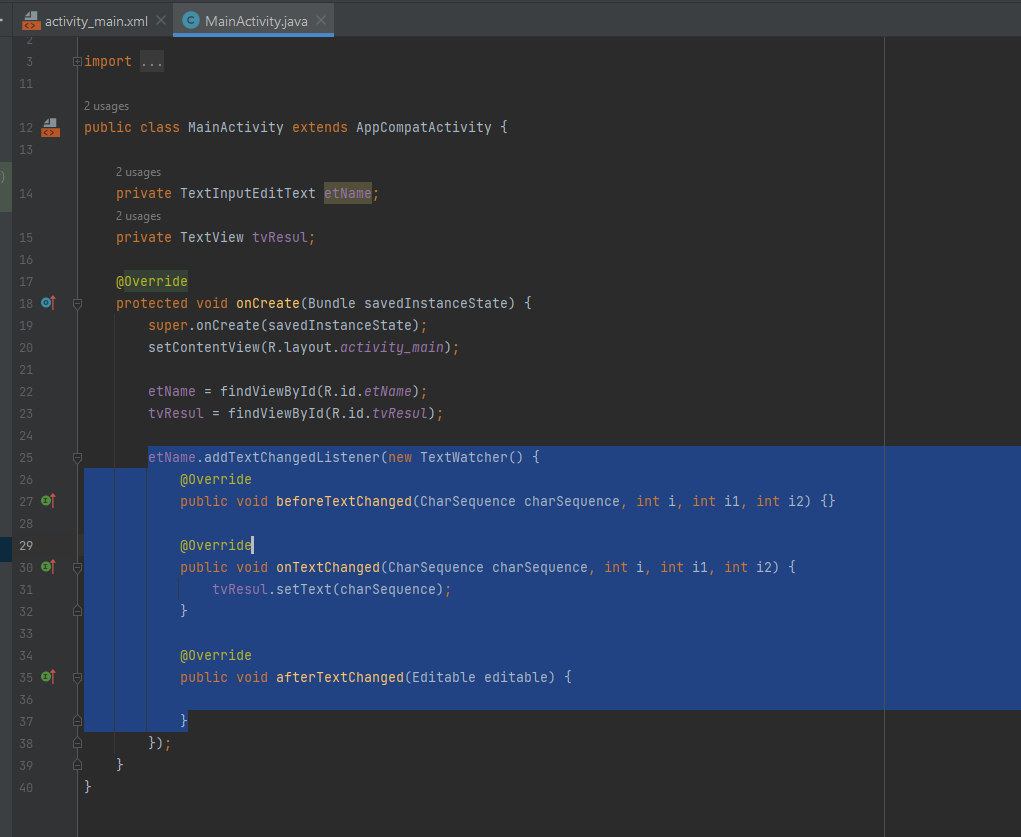 activity_main.xml MainActivity.java
2
3 import ...
11
2 usages
12 public class MainActivity extends AppCompatActivity {
13
2 usages
14 private TextInputEditText etName;
2 usages
15 private TextView tvResul;
16
17 @Override
18 protected void onCreate(Bundle savedInstanceState) {
19 super.onCreate(savedInstanceState);
20 setContentView(R.layout.activity_main);
21
22 etName = findViewById(R.id.etName);
23 tvResul = findViewById(R.id.tvResul);
24
25 etName.addTextChangedListener(new TextWatcher() {
26 @Override
27 public void beforeTextChanged(CharSequence charSequence, int i, int i1, int i2) {}
28
29 @Override
30 public void onTextChanged(CharSequence charSequence, int i, int i1, int i2) {
31 tvResul.setText(charSequence);
32 }
33
34 @Override
35 public void afterTextChanged(Editable editable) {
36
37 }
38 });
39 }
40 }